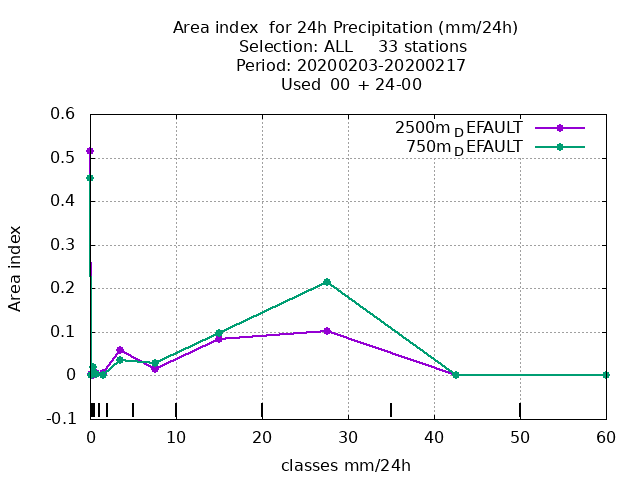 Area index  for 24h Precipitation (mm/24h)
Selection: ALL     33 stations
Period: 20200203-20200217
Used  00 + 24-00
2500m_DEFAULT
750m_DEFAULT
Area index
0.6
0.5
0.4
0.3
0.2
0.1
0
-0.1
0 10 20 30 40 50 60
classes mm/24h